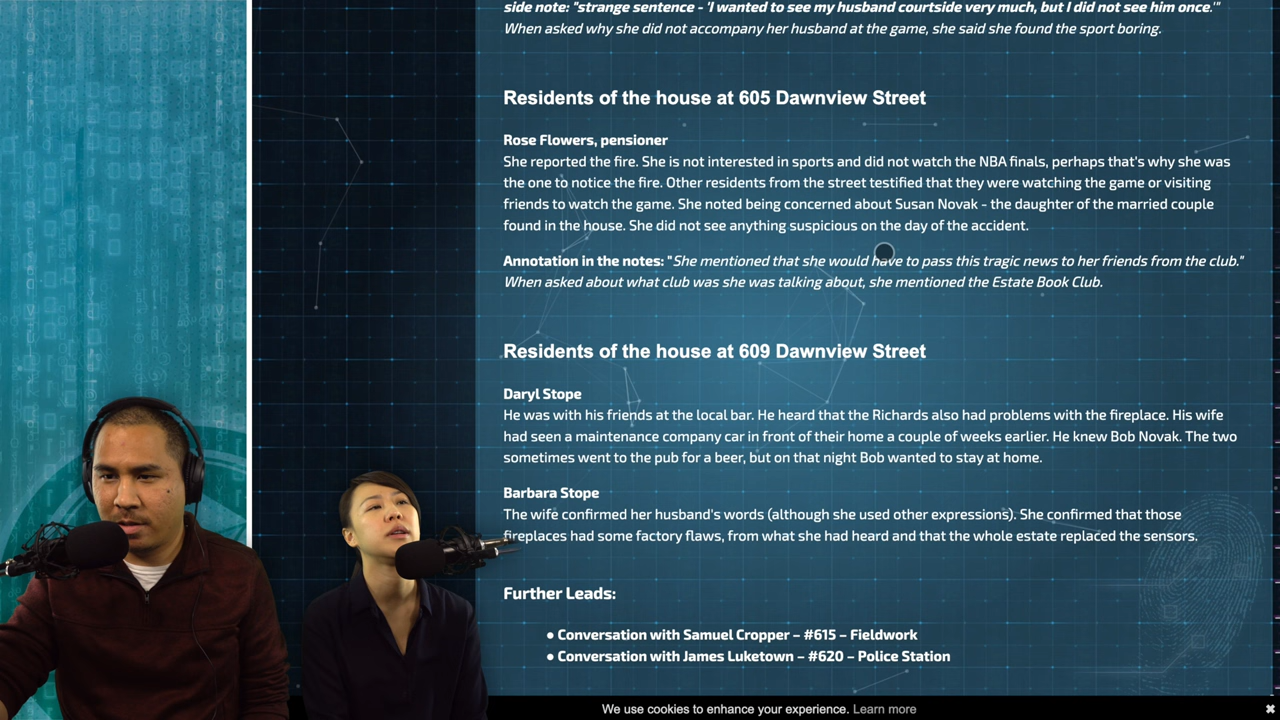 side note: "strange sentence - 'I wanted to see my husband courtside very much, but I did not see him once.'"
When asked why she did not accompany her husband at the game, she said she found the sport boring.
Residents of the house at 605 Dawnview Street
Rose Flowers, pensioner
She reported the fire. She is not interested in sports and did not watch the NBA finals, perhaps that's why she was
the one to notice the fire. Other residents from the street testified that they were watching the game or visiting
friends to watch the game. She noted being concerned about Susan Novak - the daughter of the married couple
found in the house. She did not see anything suspicious on the day of the accident.
Annotation in the notes: "She mentioned that she would have to pass this tragic news to her friends from the club."
When asked about what club was she was talking about, she mentioned the Estate Book Club.
Residents of the house at 609 Dawnview Street
Daryl Stope
He was with his friends at the local bar. He heard that the Richards also had problems with the fireplace. His wife
had seen a maintenance company car in front of their home a couple of weeks earlier. He knew Bob Novak. The two
sometimes went to the pub for a beer, but on that night Bob wanted to stay at home.
Barbara Stope
The wife confirmed her husband's words (although she used other expressions). She confirmed that those
fireplaces had some factory flaws, from what she had heard and that the whole estate replaced the sensors.
Further Leads:
● Conversation with Samuel Cropper – #615 – Fieldwork
● Conversation with James Luketown – #620 – Police Station
We use cookies to enhance your experience. Learn more ✖